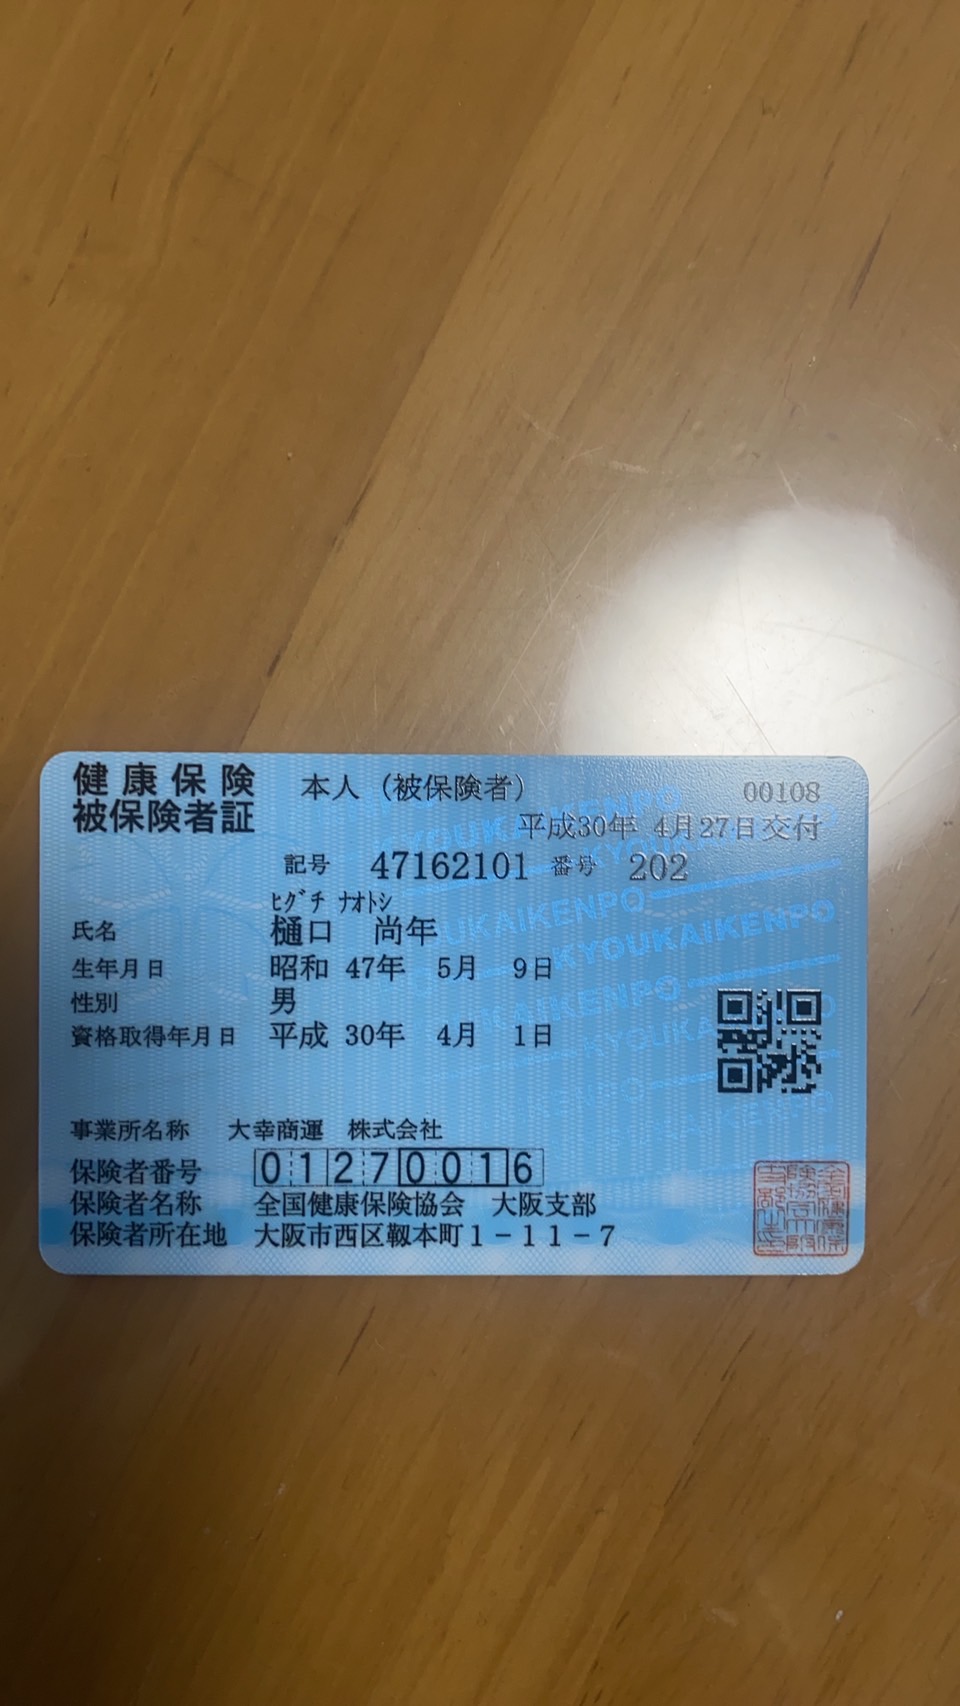 健康保険 本人（被保険者） 00108
被保険者証 平成30年 4月27日交付
記号 47162101 番号 202
ﾋｸﾞﾁ ﾅｵﾄｼ
氏名 樋口 尚年
生年月日 昭和 47年 5月 9日
性別 男
資格取得年月日 平成 30年 4月 1日
事業所名称 大幸商運 株式会社
保険者番号 01270016
保険者名称 全国健康保険協会 大阪支部
保険者所在地 大阪市西区靱本町1－11－7
KYOUKAIKENPO